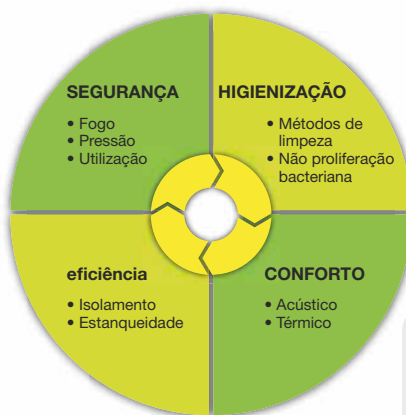 SEGURANÇA
• Fogo
• Pressão
• Utilização
HIGIENIZAÇÃO
• Métodos de
limpeza
• Não proliferação
bacteriana
eficiência
• Isolamento
• Estanqueidade
CONFORTO
• Acústico
• Térmico